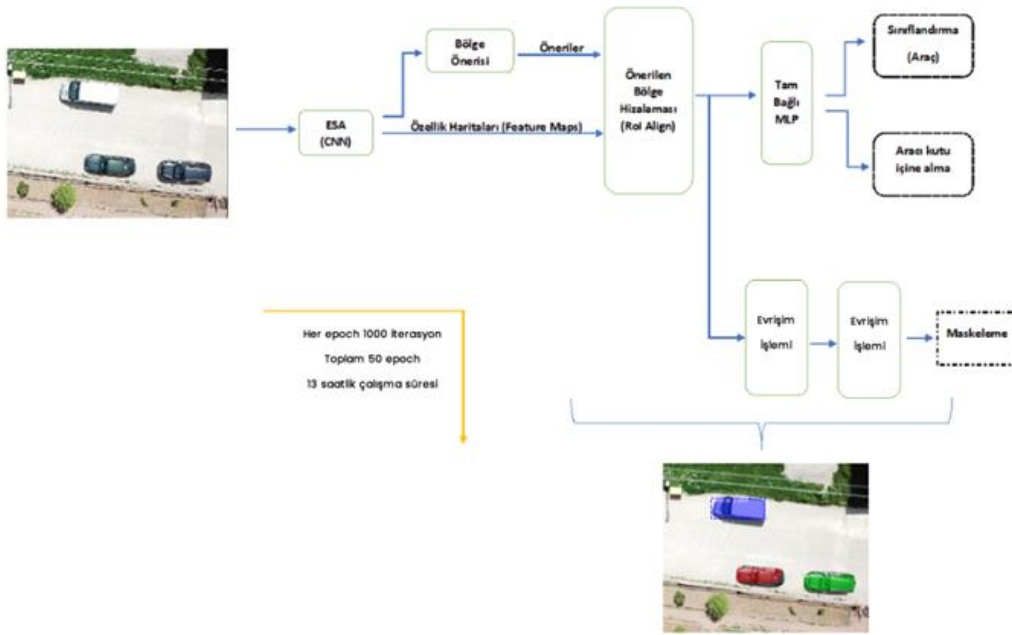 Bölge
Önerisi
Öneriler
ESA
(CNN)
Özellik Haritaları (Feature Maps)
Önerilen
Bölge
Hizalaması
(RoI Align)
Tam
Bağlı
MLP
Sınıflandırma
(Araç)
Aracı kutu
içine alma
Evrişim
İşlemi
Evrişim
İşlemi
Maskeleme
Her epoch 1000 iterasyon
Toplam 50 epoch
13 saatlik çalışma süresi